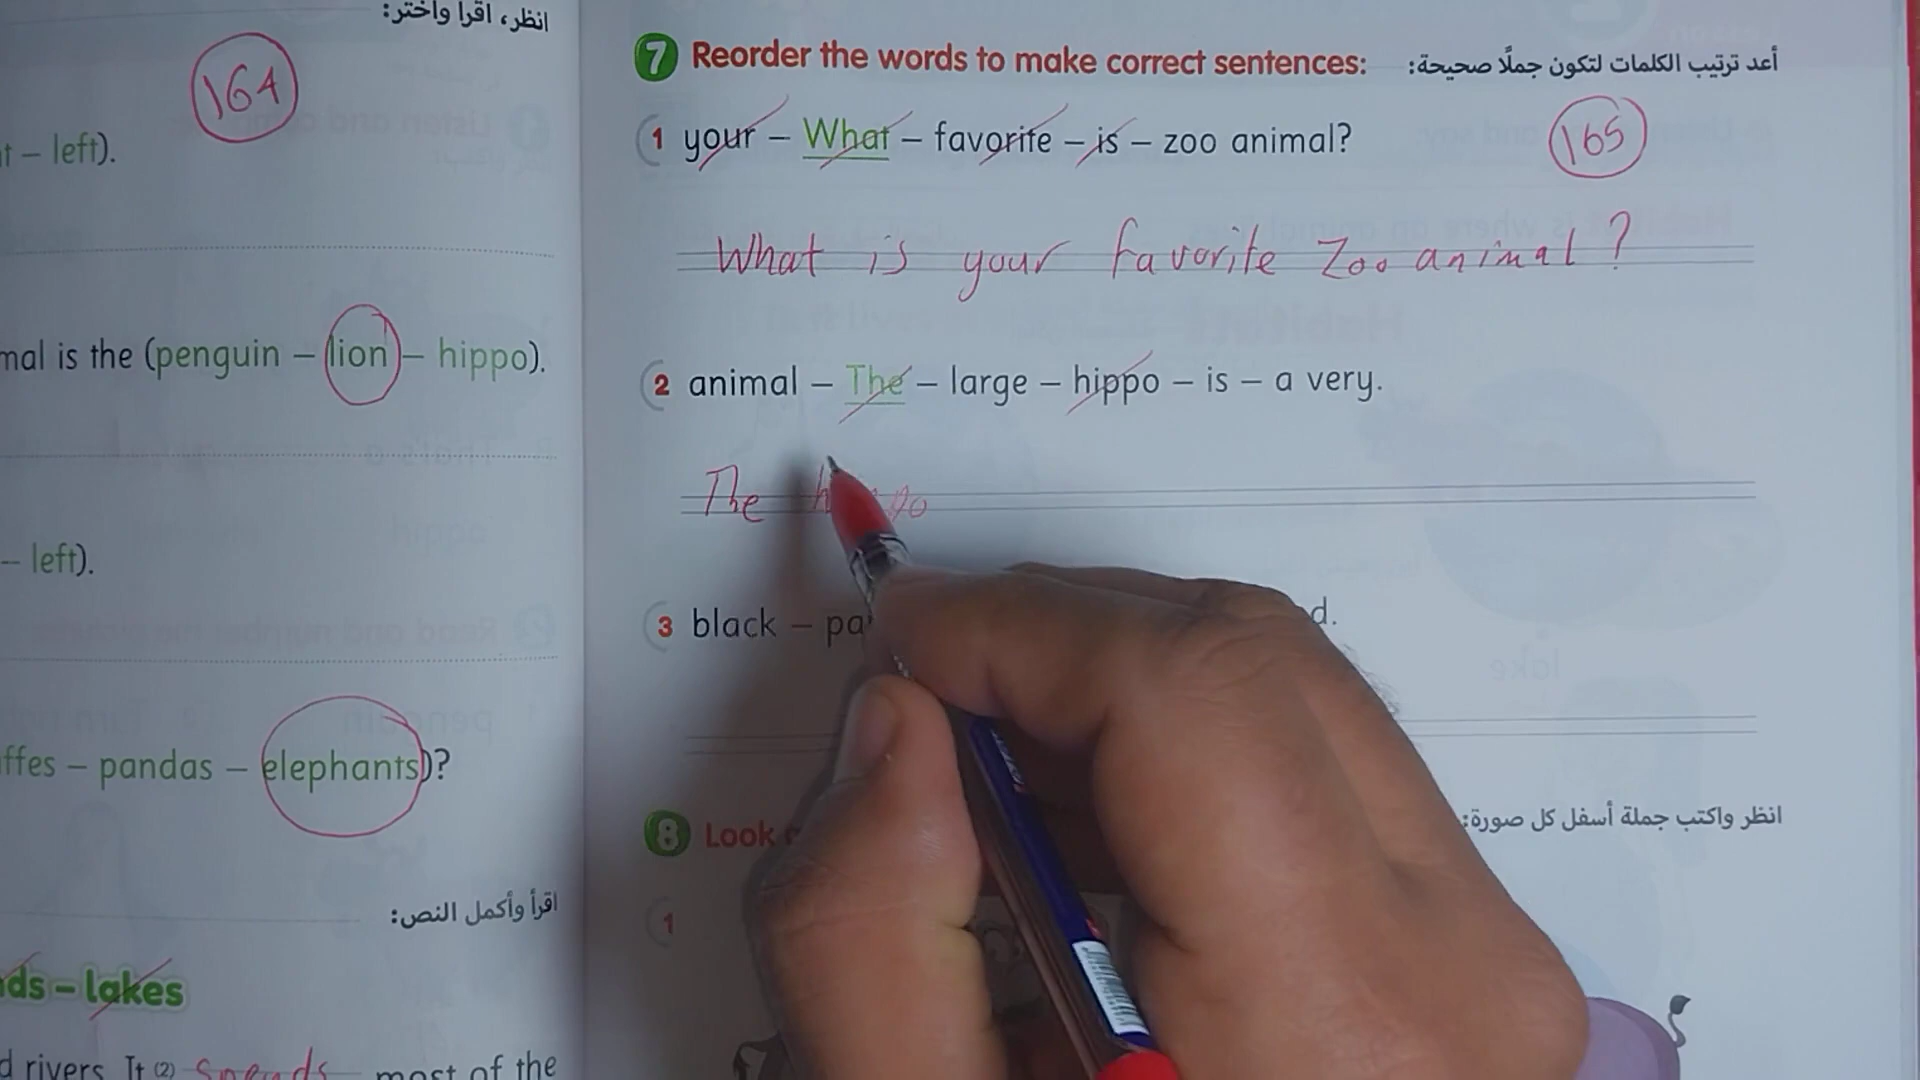 انظر، اقرأ واختر:
164
t – left).
mal is the (penguin – lion – hippo).
– left).
ffes – pandas – elephants)?
اقرأ وأكمل النص:
ds – lakes
d rivers. It (2) spends most of the
7 Reorder the words to make correct sentences:
أعد ترتيب الكلمات لتكون جملًا صحيحة:
165
1 your – What – favorite – is – zoo animal?
What is your favorite Zoo animal ?
2 animal – The – large – hippo – is – a very.
The
3 black –
8 Look
انظر واكتب جملة أسفل كل صورة:
1